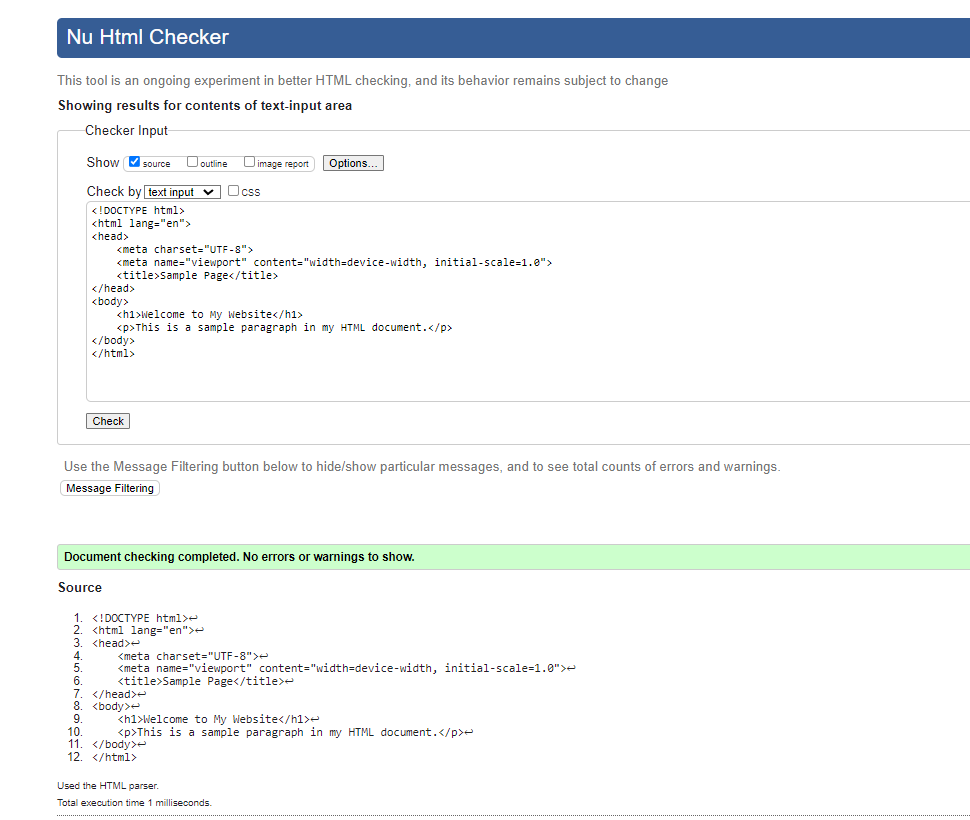 Nu Html Checker
This tool is an ongoing experiment in better HTML checking, and its behavior remains subject to change
Showing results for contents of text-input area
Checker Input
Show source outline image report Options...
Check by text input css
<!DOCTYPE html>
<html lang="en">
<head>
    <meta charset="UTF-8">
    <meta name="viewport" content="width=device-width, initial-scale=1.0">
    <title>Sample Page</title>
</head>
<body>
    <h1>Welcome to My Website</h1>
    <p>This is a sample paragraph in my HTML document.</p>
</body>
</html>
Check
Use the Message Filtering button below to hide/show particular messages, and to see total counts of errors and warnings.
Message Filtering
Document checking completed. No errors or warnings to show.
Source
1. <!DOCTYPE html>↩
2. <html lang="en">↩
3. <head>↩
4.     <meta charset="UTF-8">↩
5.     <meta name="viewport" content="width=device-width, initial-scale=1.0">↩
6.     <title>Sample Page</title>↩
7. </head>↩
8. <body>↩
9.     <h1>Welcome to My Website</h1>↩
10.     <p>This is a sample paragraph in my HTML document.</p>↩
11. </body>↩
12. </html>
Used the HTML parser.
Total execution time 1 milliseconds.